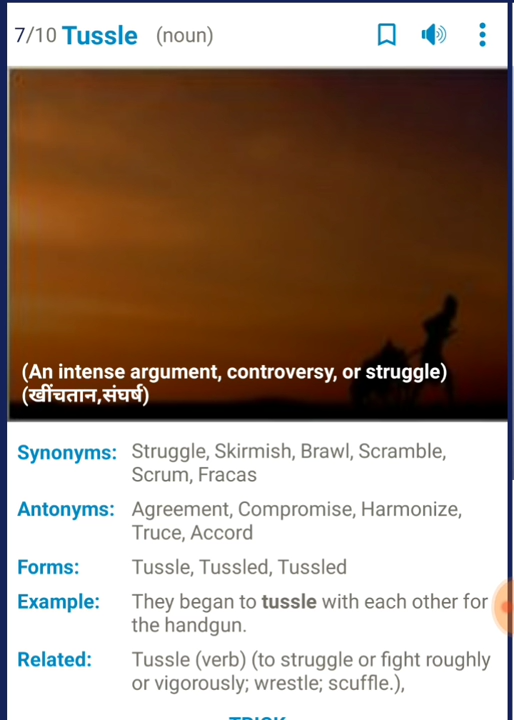 7/10 Tussle (noun)
(An intense argument, controversy, or struggle)
(खींचतान,संघर्ष)
Synonyms: Struggle, Skirmish, Brawl, Scramble,
Scrum, Fracas
Antonyms: Agreement, Compromise, Harmonize,
Truce, Accord
Forms: Tussle, Tussled, Tussled
Example: They began to tussle with each other for
the handgun.
Related: Tussle (verb) (to struggle or fight roughly
or vigorously; wrestle; scuffle.),
TRICK